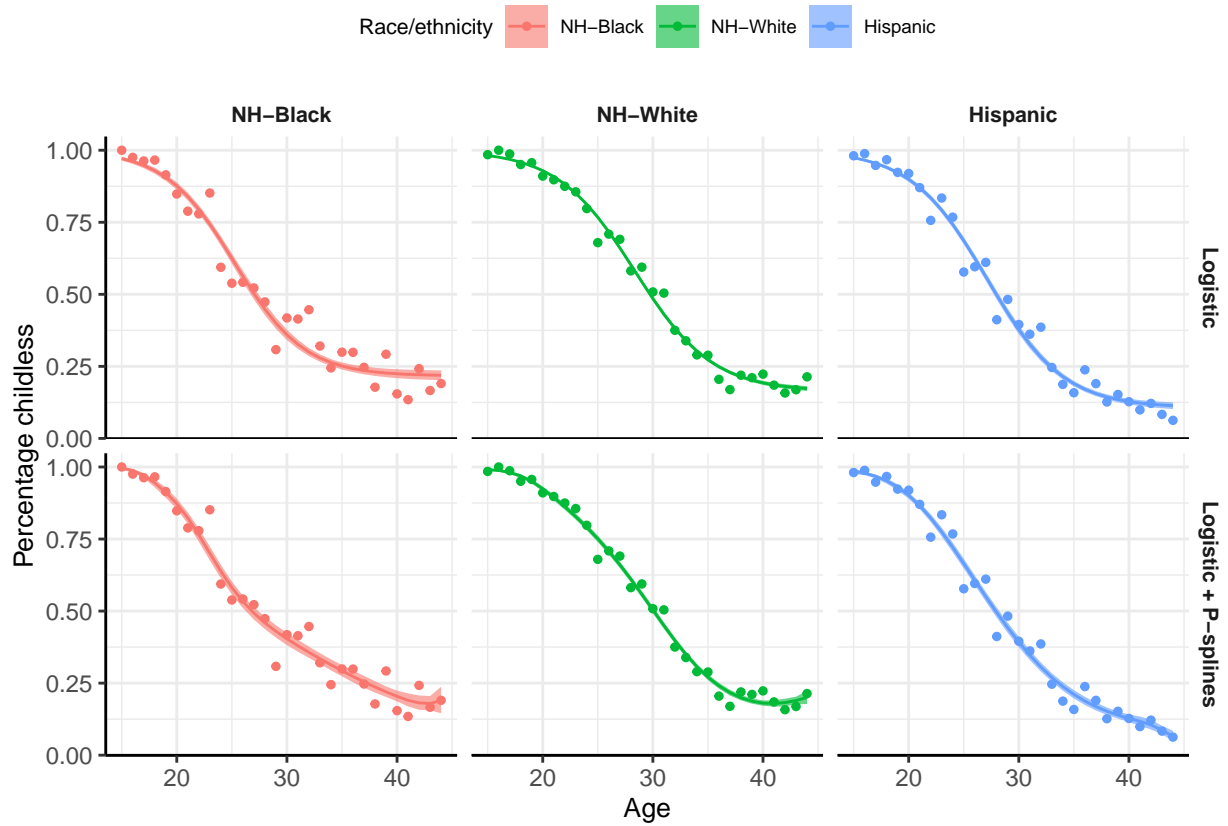 Race/ethnicity NH−Black NH−White Hispanic
NH−Black NH−White Hispanic
Percentage childless
1.00
0.75
0.50
0.25
0.00
Logistic
1.00
0.75
0.50
0.25
0.00
Logistic + P−splines
20 30 40 20 30 40 20 30 40
Age